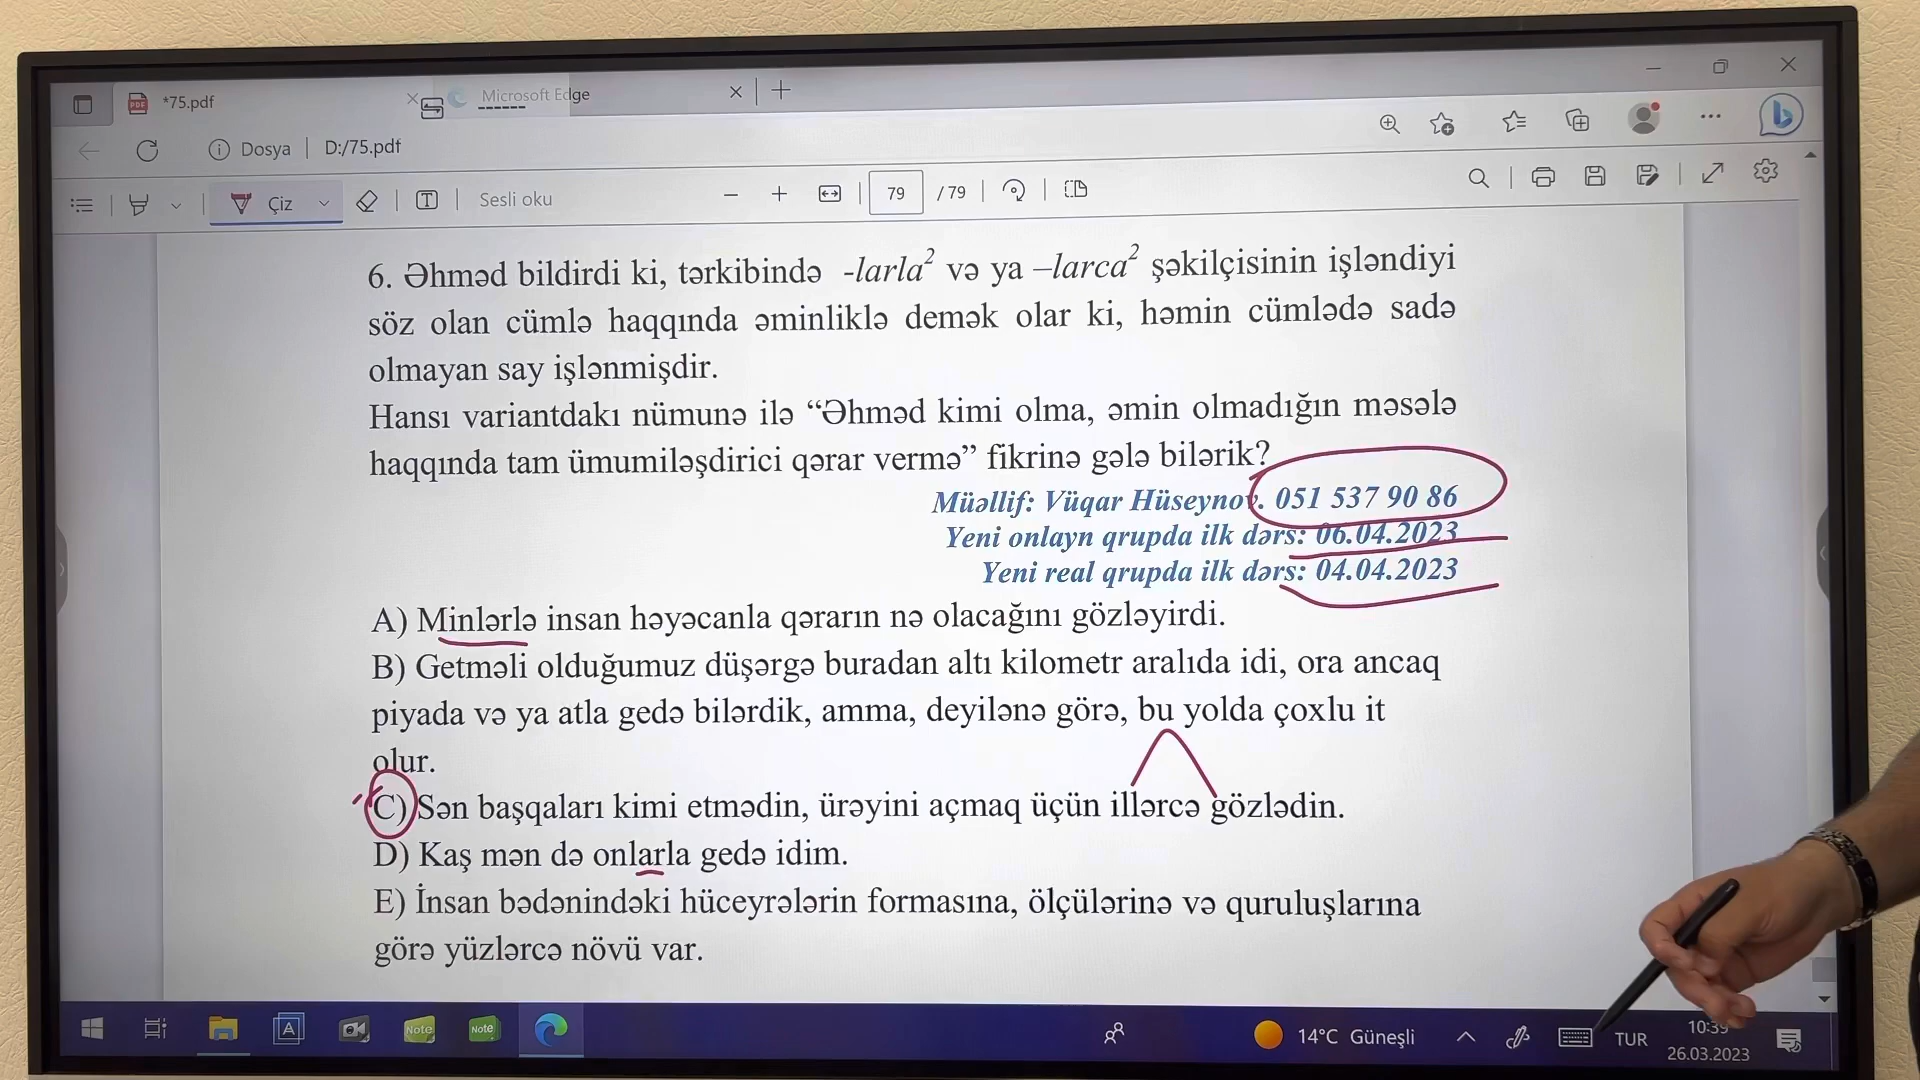 *75.pdf
Microsoft Edge
Dosya
D:/75.pdf
Çiz
Sesli oku
79
/ 79
6. Əhməd bildirdi ki, tərkibində -larla² və ya –larca² şəkilçisinin işləndiyi
söz olan cümlə haqqında əminliklə demək olar ki, həmin cümlədə sadə
olmayan say işlənmişdir.
Hansı variantdakı nümunə ilə “Əhməd kimi olma, əmin olmadığın məsələ
haqqında tam ümumiləşdirici qərar vermə” fikrinə gələ bilərik?
Müəllif: Vüqar Hüseynov. 051 537 90 86
Yeni onlayn qrupda ilk dərs: 06.04.2023
Yeni real qrupda ilk dərs: 04.04.2023
A) Minlərlə insan həyəcanla qərarın nə olacağını gözləyirdi.
B) Getməli olduğumuz düşərgə buradan altı kilometr aralıda idi, ora ancaq
piyada və ya atla gedə bilərdik, amma, deyilənə görə, bu yolda çoxlu it
olur.
C) Sən başqaları kimi etmədin, ürəyini açmaq üçün illərcə gözlədin.
D) Kaş mən də onlarla gedə idim.
E) İnsan bədənindəki hüceyrələrin formasına, ölçülərinə və quruluşlarına
görə yüzlərcə növü var.
A
Note
Note
14°C Güneşli
TUR
10:39
26.03.2023